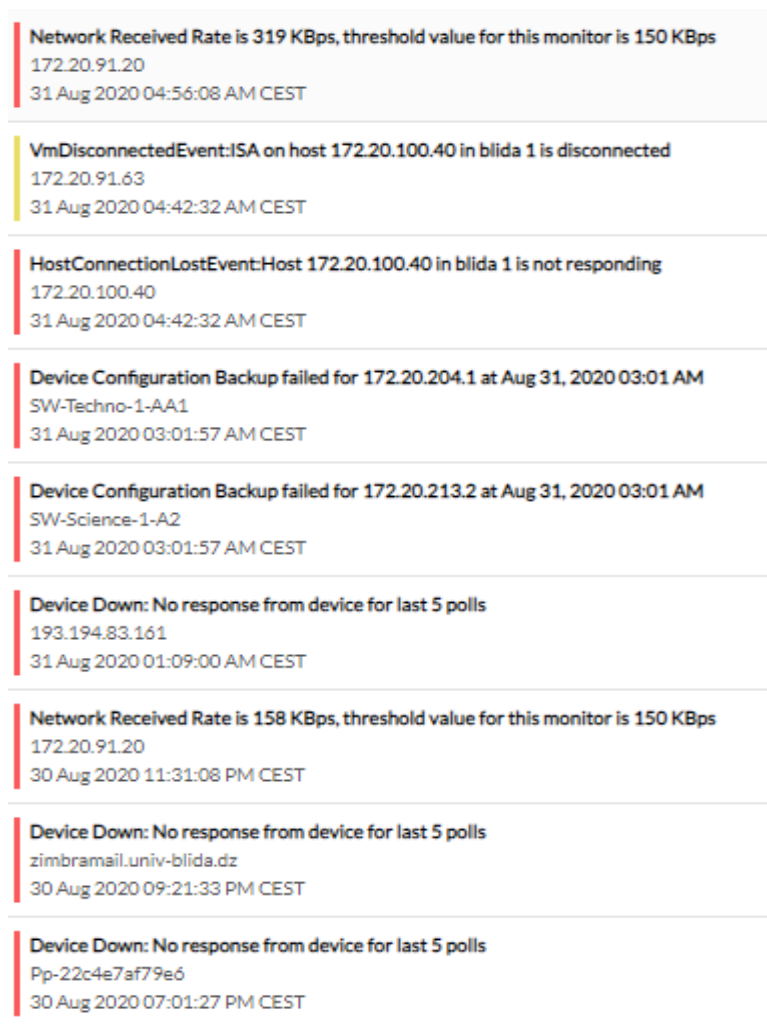 Network Received Rate is 319 KBps, threshold value for this monitor is 150 KBps
172.20.91.20
31 Aug 2020 04:56:08 AM CEST
VmDisconnectedEvent:ISA on host 172.20.100.40 in blida 1 is disconnected
172.20.91.63
31 Aug 2020 04:42:32 AM CEST
HostConnectionLostEvent:Host 172.20.100.40 in blida 1 is not responding
172.20.100.40
31 Aug 2020 04:42:32 AM CEST
Device Configuration Backup failed for 172.20.204.1 at Aug 31, 2020 03:01 AM
SW-Techno-1-AA1
31 Aug 2020 03:01:57 AM CEST
Device Configuration Backup failed for 172.20.213.2 at Aug 31, 2020 03:01 AM
SW-Science-1-A2
31 Aug 2020 03:01:57 AM CEST
Device Down: No response from device for last 5 polls
193.194.83.161
31 Aug 2020 01:09:00 AM CEST
Network Received Rate is 158 KBps, threshold value for this monitor is 150 KBps
172.20.91.20
30 Aug 2020 11:31:08 PM CEST
Device Down: No response from device for last 5 polls
zimbramail.univ-blida.dz
30 Aug 2020 09:21:33 PM CEST
Device Down: No response from device for last 5 polls
Pp-22c4e7af79e6
30 Aug 2020 07:01:27 PM CEST